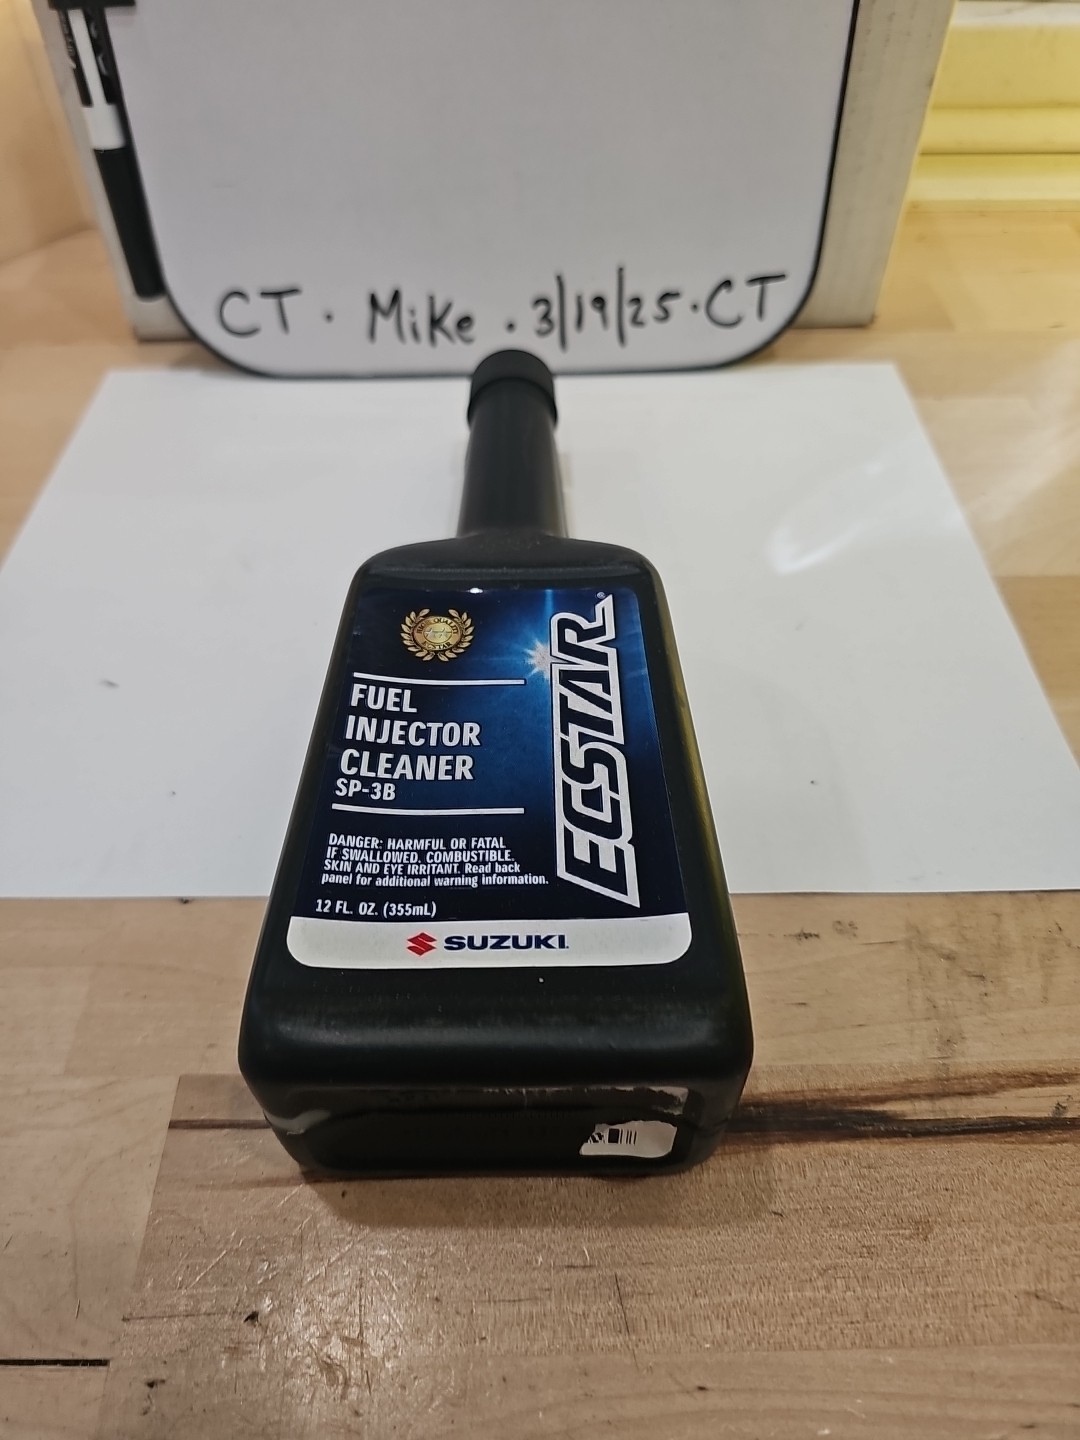 CT · Mike · 3/19/25 · CT
ECSTAR®
FUEL
INJECTOR
CLEANER
SP-3B
DANGER: HARMFUL OR FATAL
IF SWALLOWED. COMBUSTIBLE.
SKIN AND EYE IRRITANT. Read back
panel for additional warning information.
12 FL. OZ. (355mL)
SUZUKI